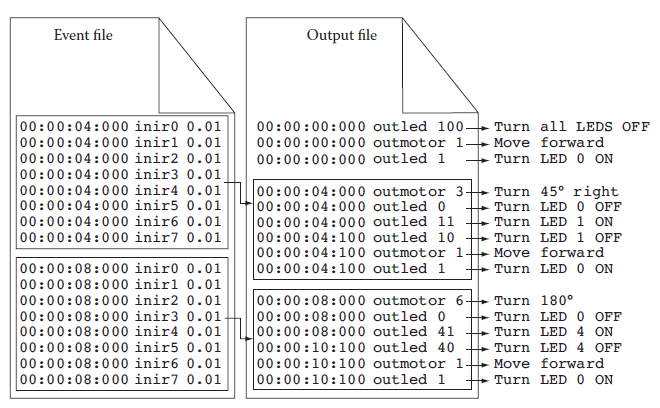 Event file
00:00:04:000 inir0 0.01
00:00:04:000 inir1 0.01
00:00:04:000 inir2 0.01
00:00:04:000 inir3 0.01
00:00:04:000 inir4 0.01
00:00:04:000 inir5 0.01
00:00:04:000 inir6 0.01
00:00:04:000 inir7 0.01
00:00:08:000 inir0 0.01
00:00:08:000 inir1 0.01
00:00:08:000 inir2 0.01
00:00:08:000 inir3 0.01
00:00:08:000 inir4 0.01
00:00:08:000 inir5 0.01
00:00:08:000 inir6 0.01
00:00:08:000 inir7 0.01
Output file
00:00:00:000 outled 100 Turn all LEDS OFF
00:00:00:000 outmotor 1 Move forward
00:00:00:000 outled 1 Turn LED 0 ON
00:00:04:000 outmotor 3 Turn 45° right
00:00:04:000 outled 0 Turn LED 0 OFF
00:00:04:000 outled 11 Turn LED 1 ON
00:00:04:100 outled 10 Turn LED 1 OFF
00:00:04:100 outmotor 1 Move forward
00:00:04:100 outled 1 Turn LED 0 ON
00:00:08:000 outmotor 6 Turn 180°
00:00:08:000 outled 0 Turn LED 0 OFF
00:00:08:000 outled 41 Turn LED 4 ON
00:00:10:100 outled 40 Turn LED 4 OFF
00:00:10:100 outmotor 1 Move forward
00:00:10:100 outled 1 Turn LED 0 ON